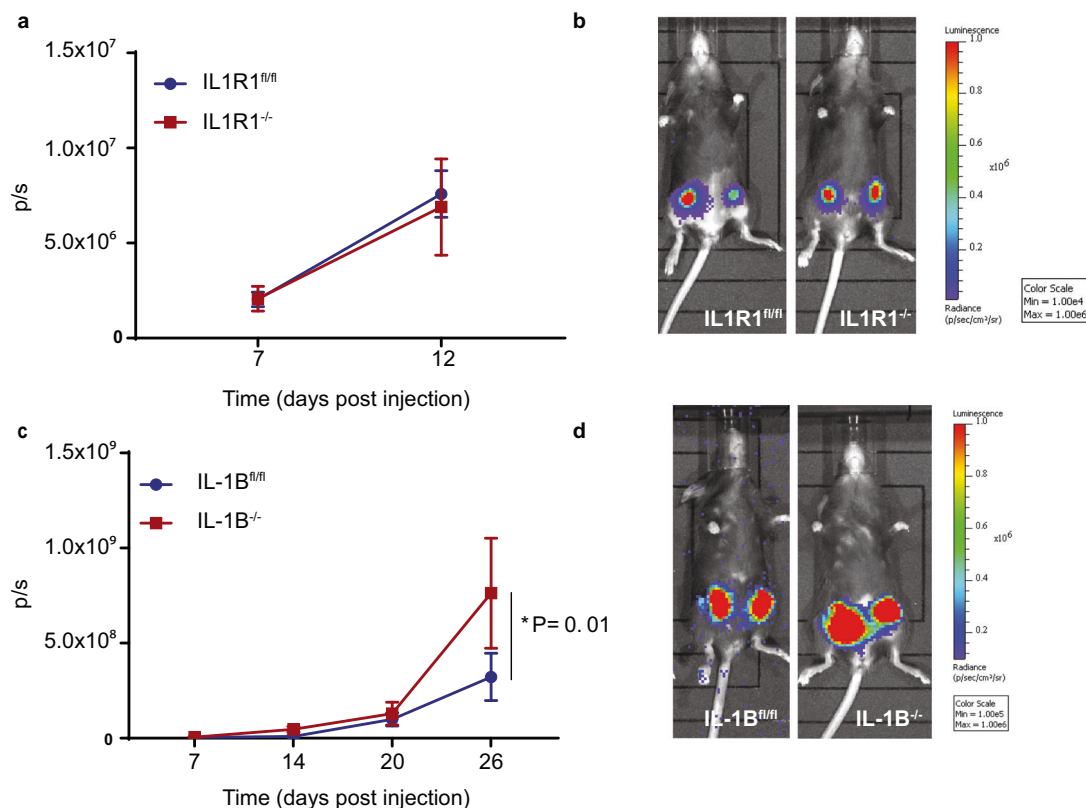 a
1.5x10⁷
1.0x10⁷
5.0x10⁶
0
p/s
IL1R1fl/fl
IL1R1-/-
7
12
Time (days post injection)
b
IL1R1fl/fl
IL1R1-/-
Luminescence
1.0
0.8
0.6
x10⁶
0.4
0.2
Radiance
(p/sec/cm²/sr)
Color Scale
Min = 1.00e4
Max = 1.00e6
c
1.5x10⁹
1.0x10⁹
5.0x10⁸
0
p/s
IL-1Bfl/fl
IL-1B-/-
*P= 0. 01
7
14
20
26
Time (days post injection)
d
IL-1Bfl/fl
IL-1B-/-
Luminescence
1.0
0.8
0.6
x10⁶
0.4
0.2
Radiance
(p/sec/cm²/sr)
Color Scale
Min = 1.00e5
Max = 1.00e6